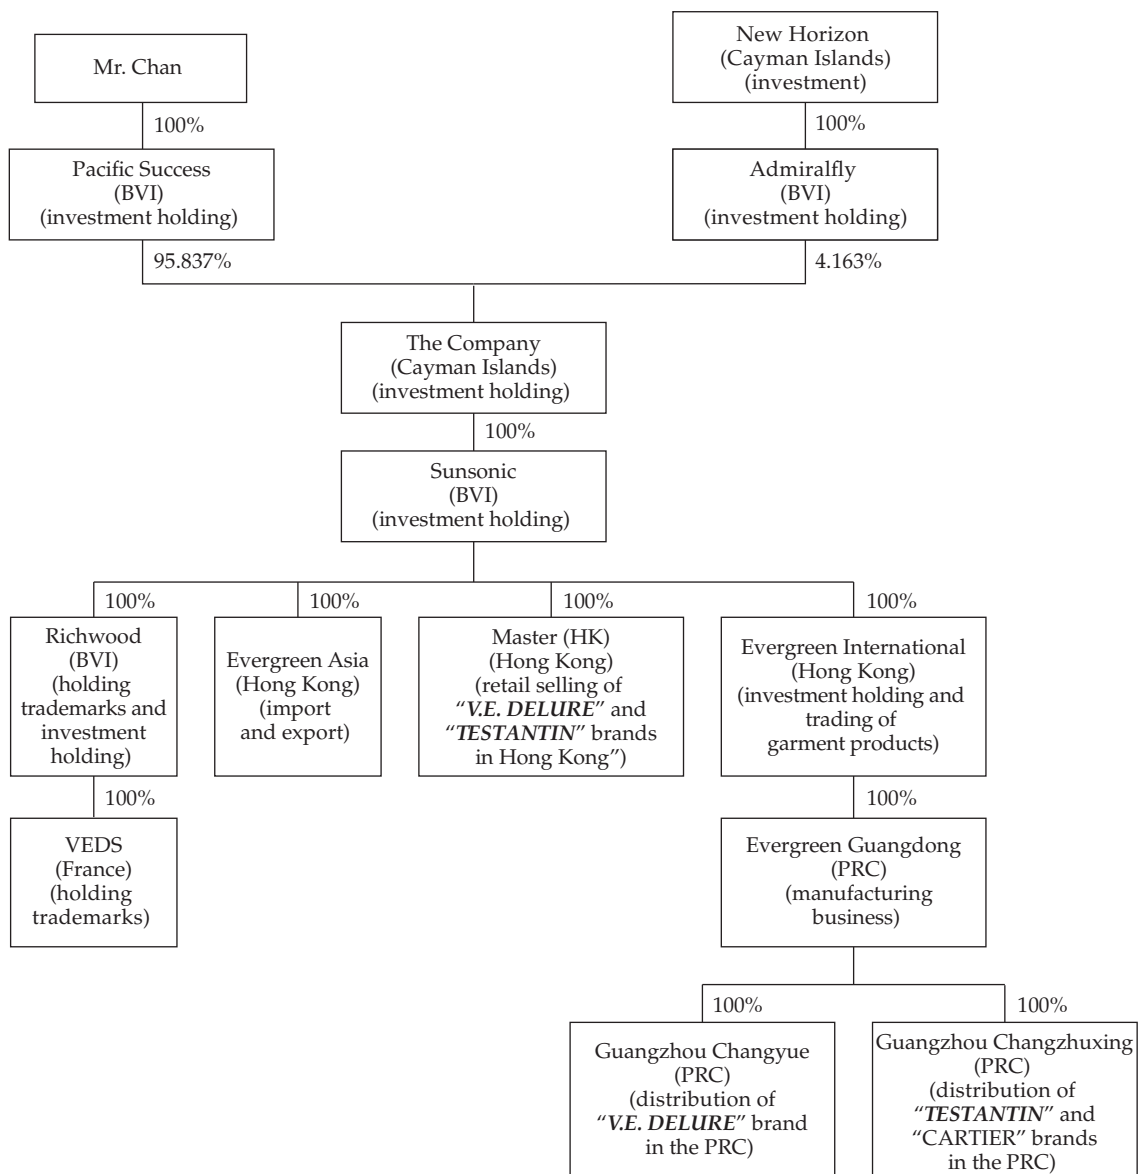 Mr. Chan
New Horizon
(Cayman Islands)
(investment)
100%
100%
Pacific Success
(BVI)
(investment holding)
Admiralfly
(BVI)
(investment holding)
95.837%
4.163%
The Company
(Cayman Islands)
(investment holding)
100%
Sunsonic
(BVI)
(investment holding)
100%
100%
100%
100%
Richwood
(BVI)
(holding
trademarks and
investment
holding)
Evergreen Asia
(Hong Kong)
(import
and export)
Master (HK)
(Hong Kong)
(retail selling of
“V.E. DELURE” and
“TESTANTIN” brands
in Hong Kong”)
Evergreen International
(Hong Kong)
(investment holding and
trading of
garment products)
100%
100%
VEDS
(France)
(holding
trademarks)
Evergreen Guangdong
(PRC)
(manufacturing
business)
100%
100%
Guangzhou Changyue
(PRC)
(distribution of
“V.E. DELURE” brand
in the PRC)
Guangzhou Changzhuxing
(PRC)
(distribution of
“TESTANTIN” and
“CARTIER” brands
in the PRC)